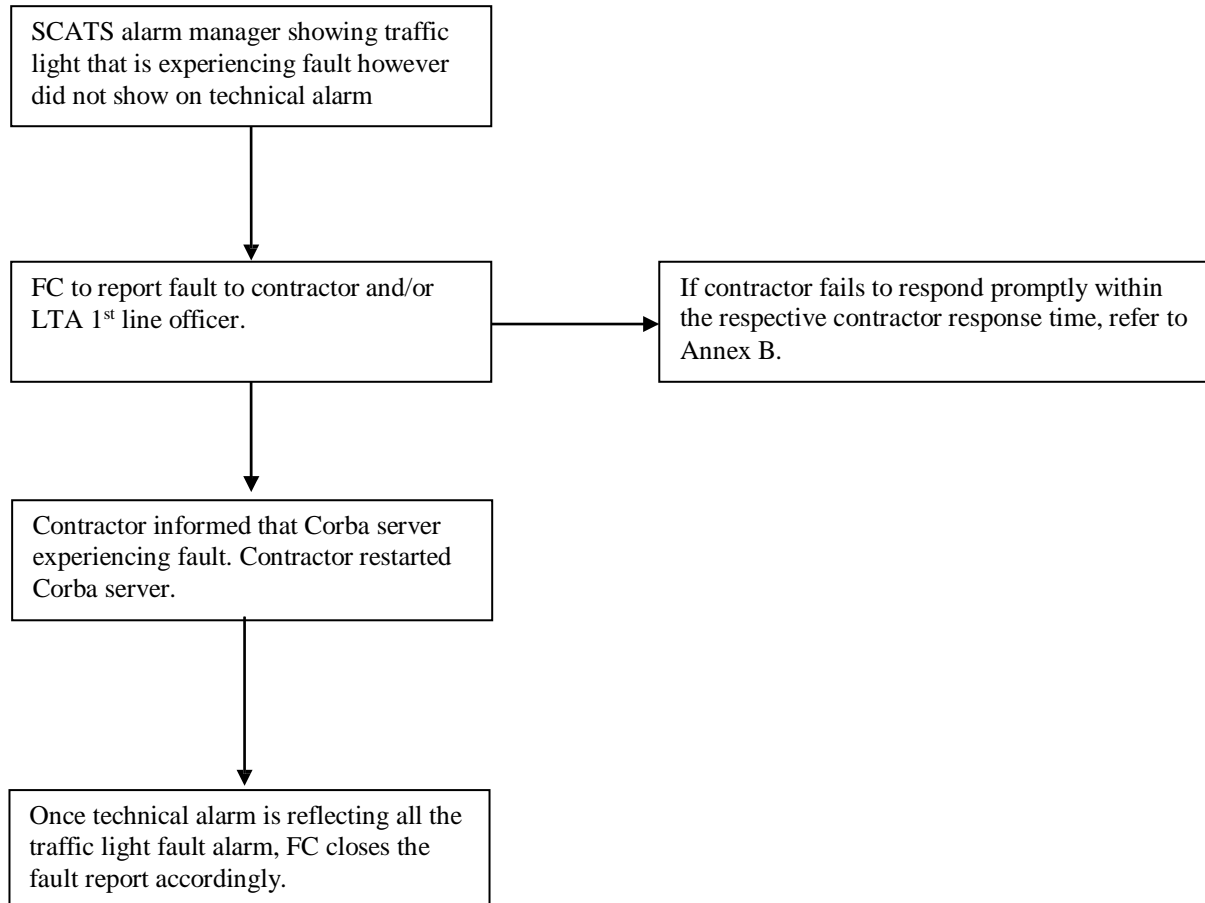 SCATS alarm manager showing traffic
light that is experiencing fault however
did not show on technical alarm
FC to report fault to contractor and/or
LTA 1st line officer.
If contractor fails to respond promptly within
the respective contractor response time, refer to
Annex B.
Contractor informed that Corba server
experiencing fault. Contractor restarted
Corba server.
Once technical alarm is reflecting all the
traffic light fault alarm, FC closes the
fault report accordingly.